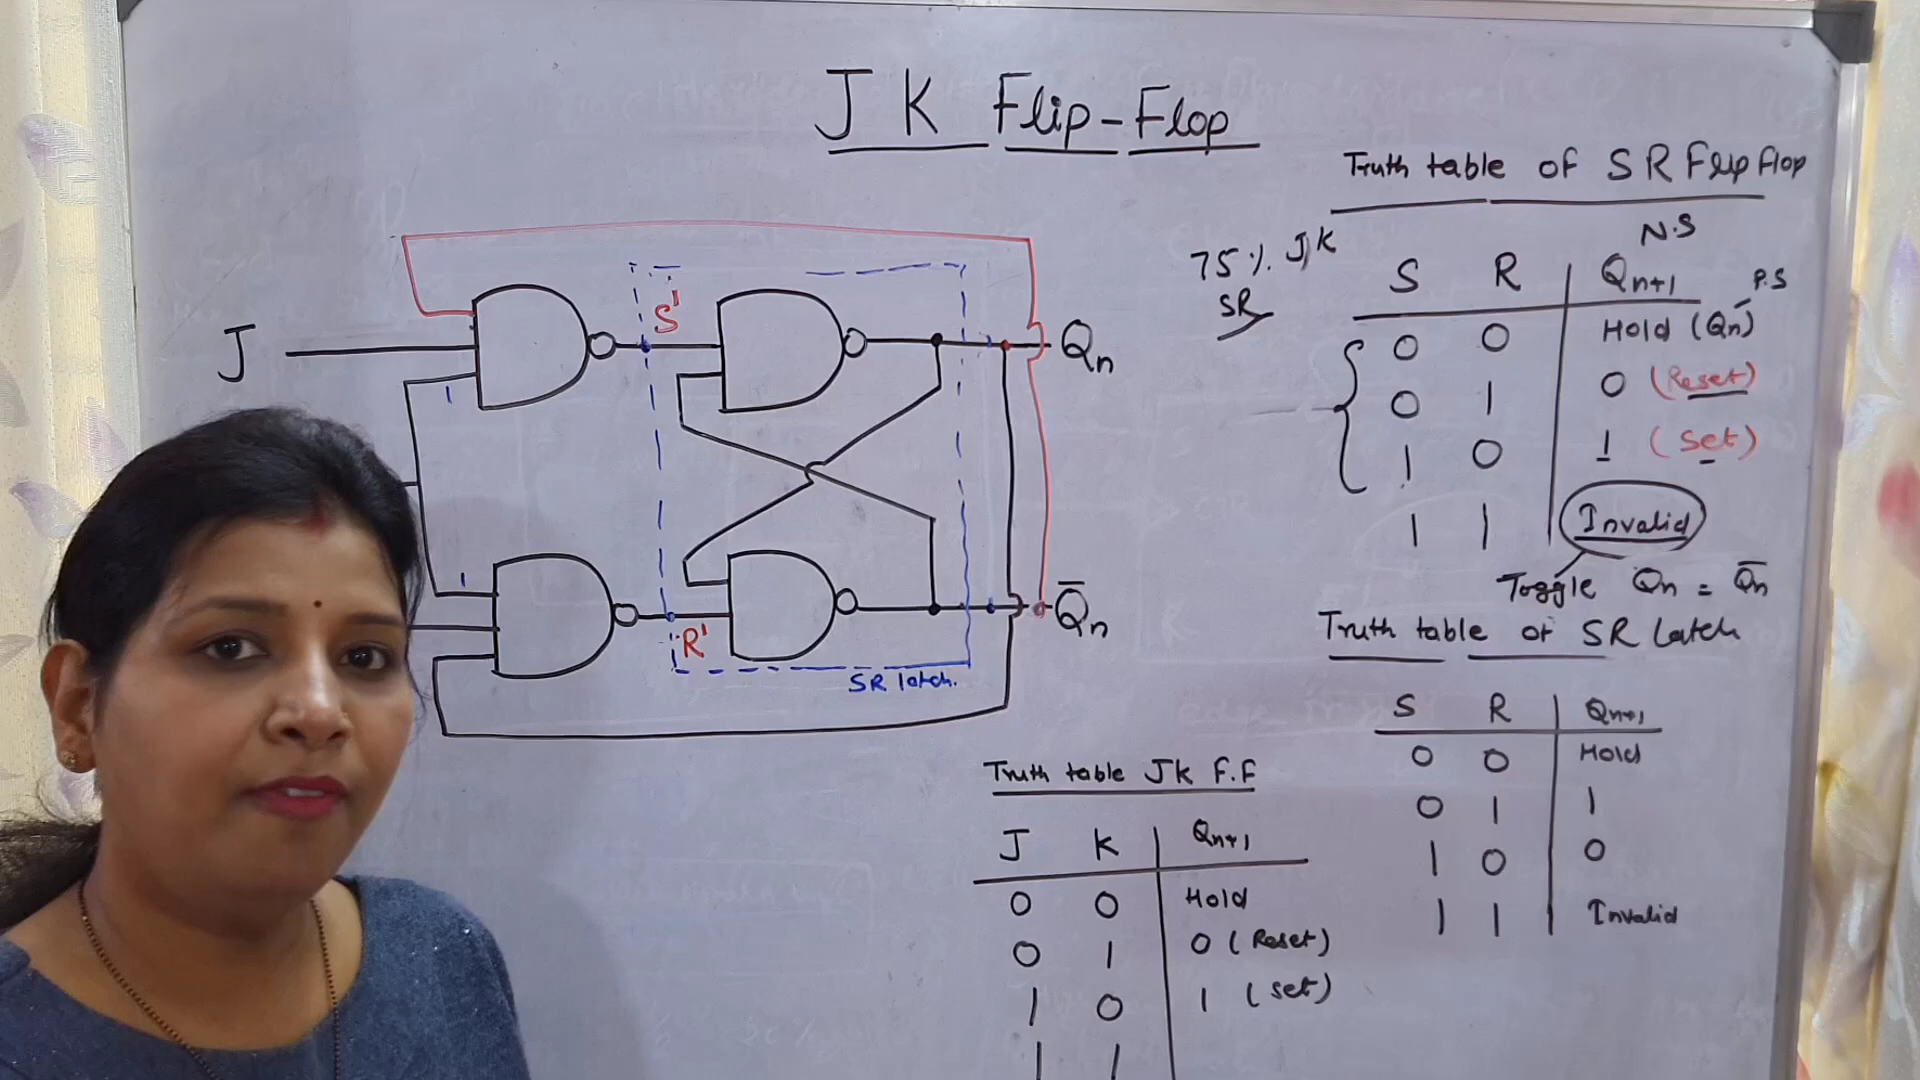 J K Flip-Flop
Truth table of SR Flip Flop
75 % J,K
SR
N.S
S R Qn+1 P.S
0 0 Hold (Qn)
0 1 0 (Reset)
1 0 1 (Set)
1 1 Invalid
Toggle Qn = Q̅n
J
S'
1
Qn
1
R'
Q̅n
SR latch.
Truth table of SR latch
S R Qn+1
0 0 Hold
0 1 1
1 0 0
1 1 Invalid
Truth table JK F.F
J K Qn+1
0 0 Hold
0 1 0 (Reset)
1 0 1 (set)
1 1